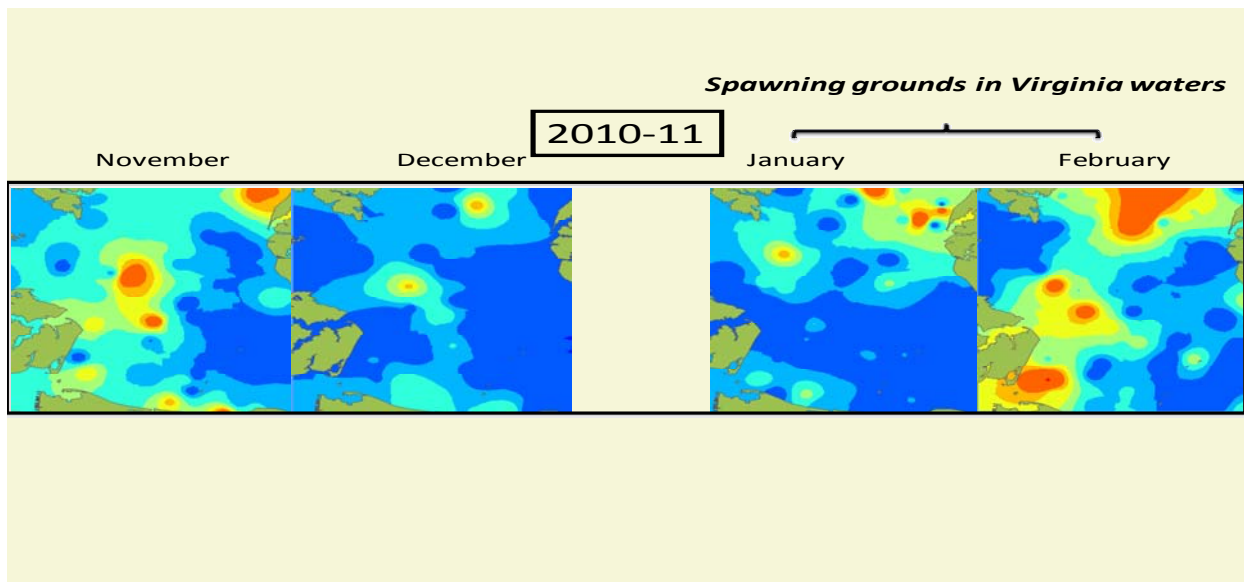 Spawning grounds in Virginia waters
2010-11
November
December
January
February